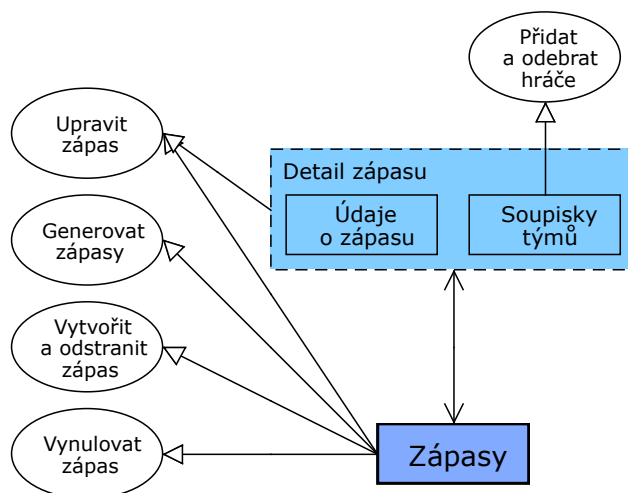 Přidat
a odebrat
hráče
Upravit
zápas
Detail zápasu
Údaje
o zápasu
Soupisky
týmů
Generovat
zápasy
Vytvořit
a odstranit
zápas
Vynulovat
zápas
Zápasy